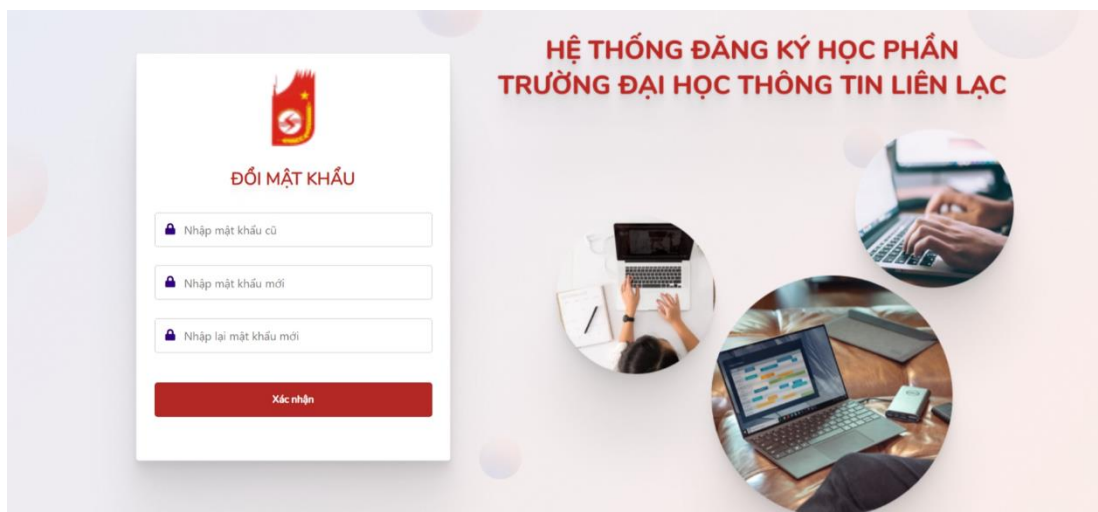 HỆ THỐNG ĐĂNG KÝ HỌC PHẦN
TRƯỜNG ĐẠI HỌC THÔNG TIN LIÊN LẠC
ĐỔI MẬT KHẨU
Nhập mật khẩu cũ
Nhập mật khẩu mới
Nhập lại mật khẩu mới
Xác nhận